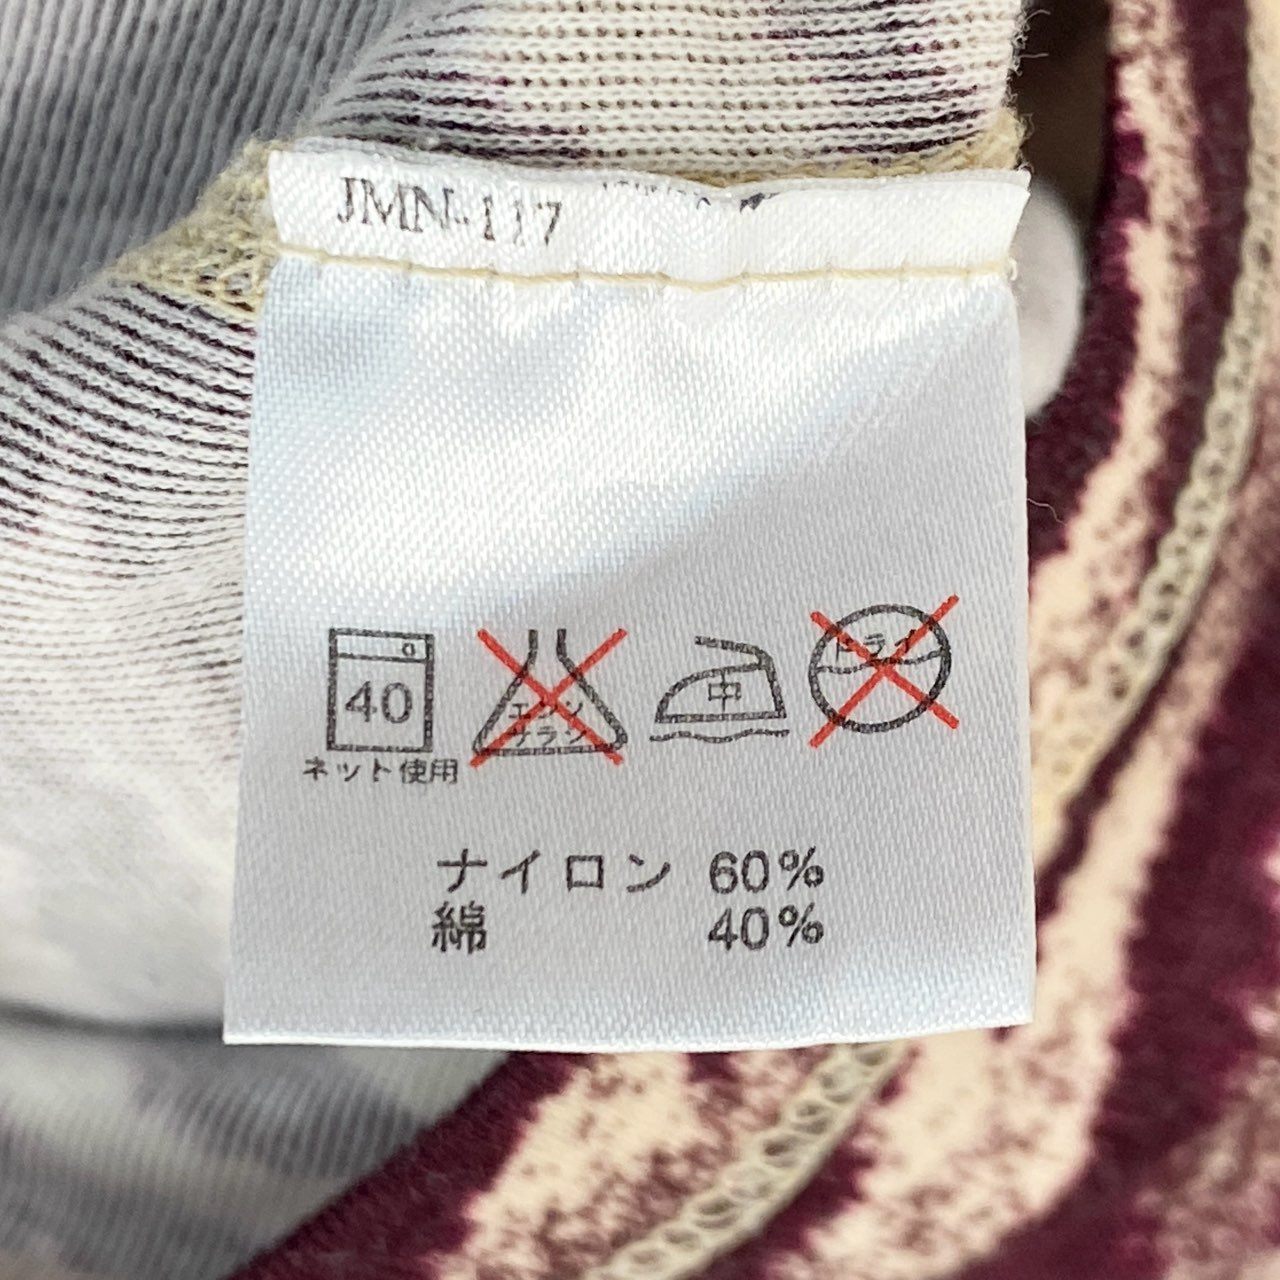 JMN-117
40
エンソ
サラシ
中
ドライ
ネット使用
ナイロン 60%
綿 40%